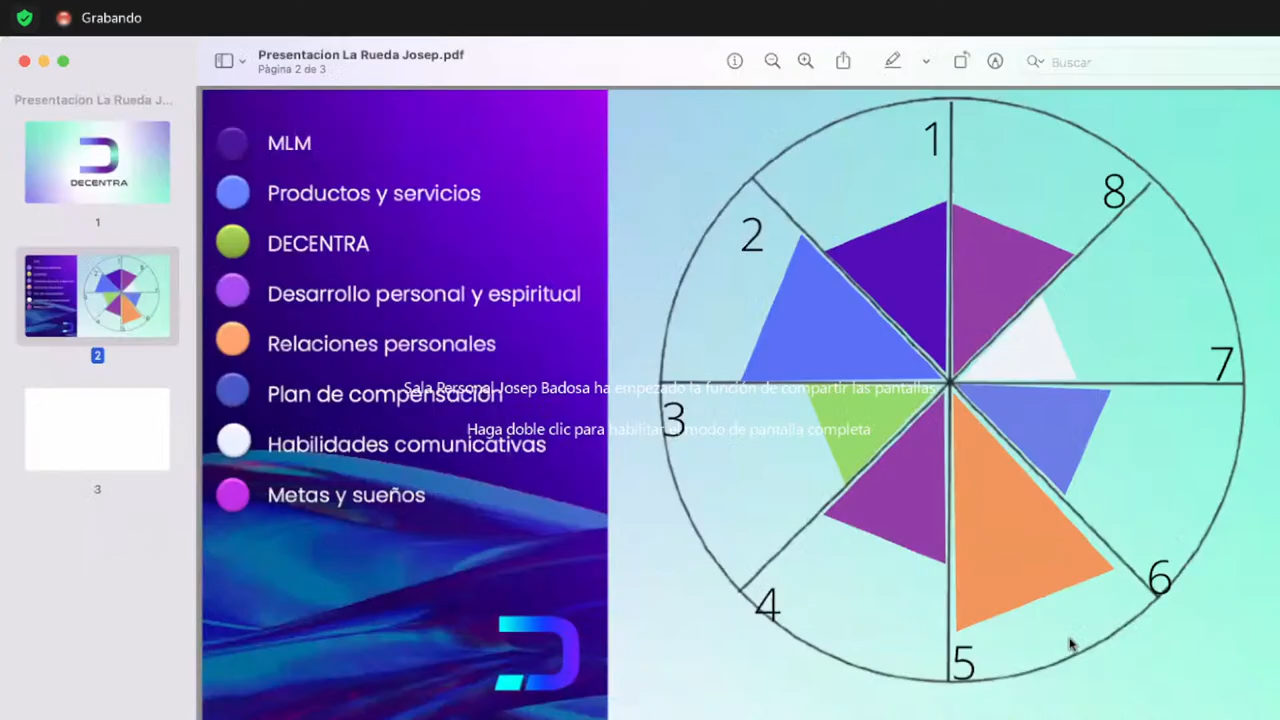 Grabando
Presentacion La Rueda Josep.pdf
Página 2 de 3
Buscar
Presentacion La Rueda J...
DECENTRA
1
2
3
MLM
Productos y servicios
DECENTRA
Desarrollo personal y espiritual
Relaciones personales
Plan de compensación
Habilidades comunicativas
Metas y sueños
Sala Personal Josep Badosa ha empezado la función de compartir las pantallas
Haga doble clic para habilitar el modo de pantalla completa
1
8
2
7
3
6
4
5